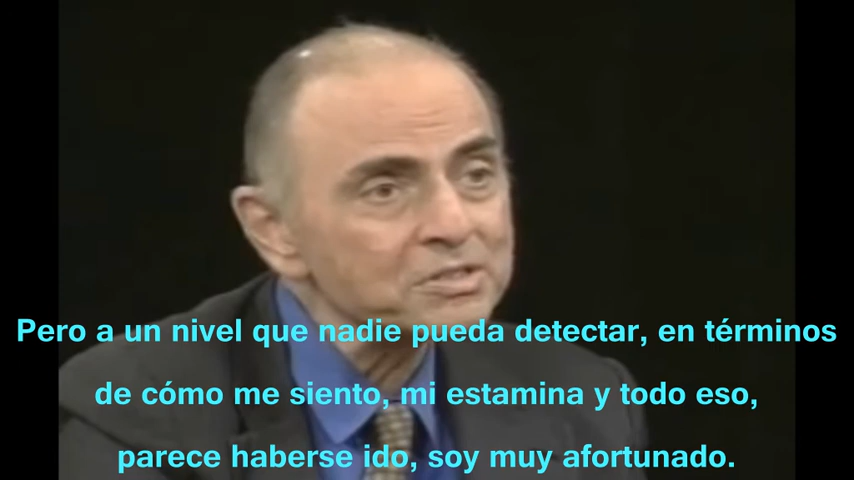 Pero a un nivel que nadie pueda detectar, en términos
de cómo me siento, mi estamina y todo eso,
parece haberse ido, soy muy afortunado.